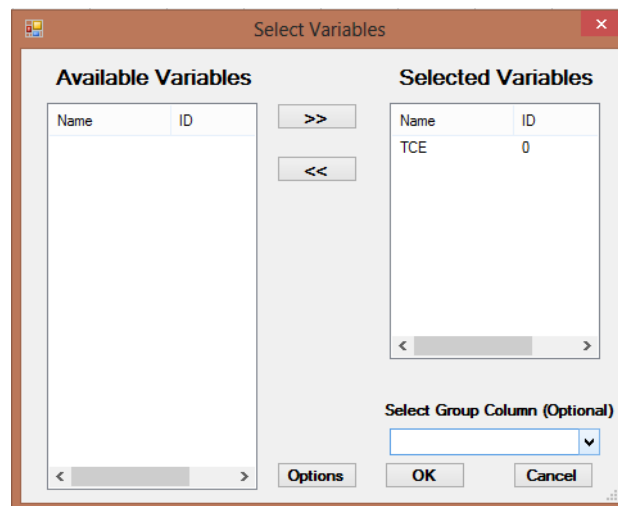 Select Variables
Available Variables
Selected Variables
Name ID
>>
Name ID
TCE 0
<<
Select Group Column (Optional)
Options
OK
Cancel